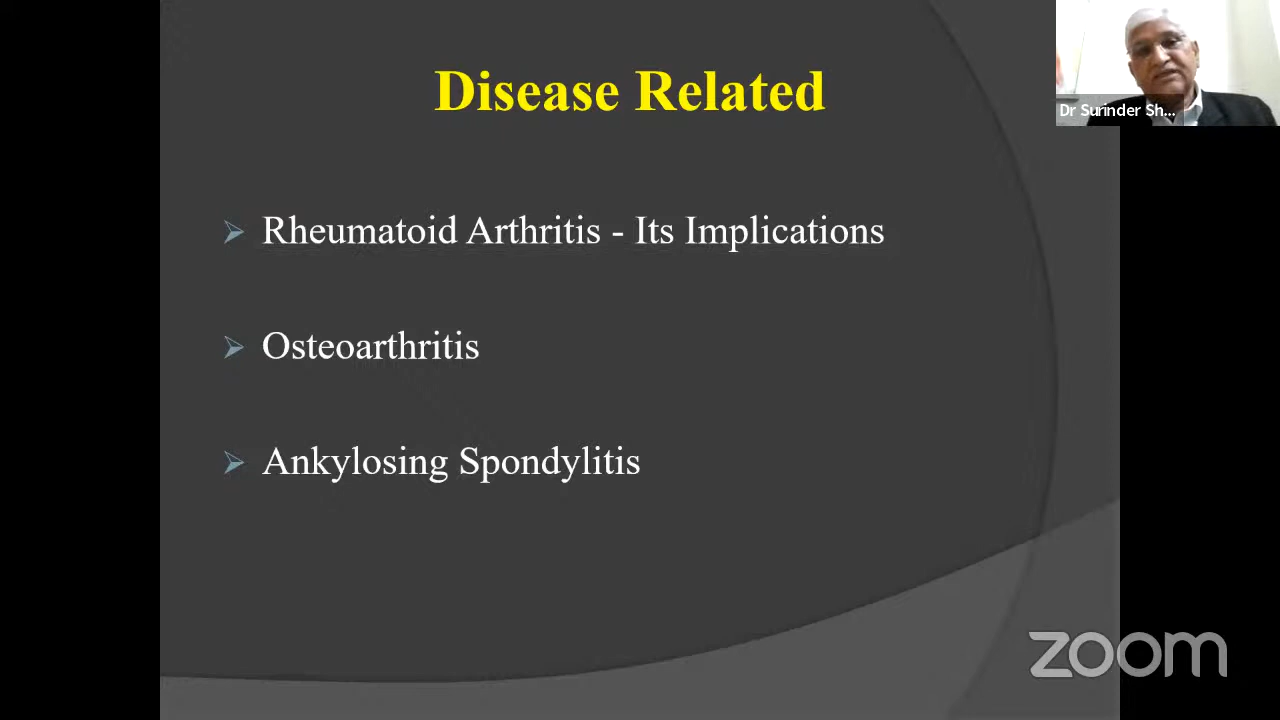 Disease Related
Dr Surinder Sh...
Rheumatoid Arthritis - Its Implications
Osteoarthritis
Ankylosing Spondylitis
zoom